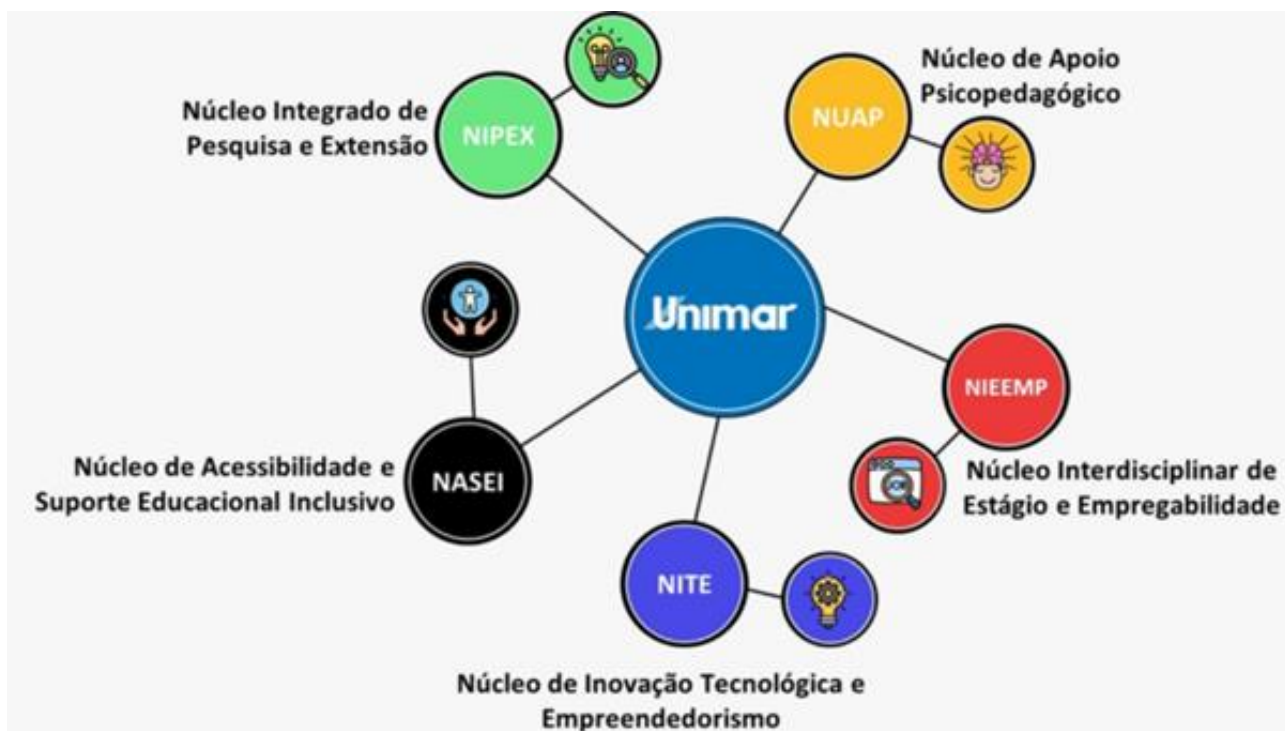 Núcleo Integrado de
Pesquisa e Extensão
NIPEX
NUAP
Núcleo de Apoio
Psicopedagógico
Unimar
NIEEMP
Núcleo Interdisciplinar de
Estágio e Empregabilidade
Núcleo de Acessibilidade e
Suporte Educacional Inclusivo
NASEI
NITE
Núcleo de Inovação Tecnológica e
Empreendedorismo